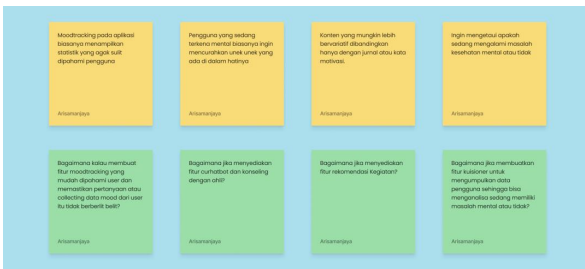 Moodtracking pada aplikasi
biasanya menampilkan
statistik yang agak sulit
dipahami pengguna
Arisamanjaya
Pengguna yang sedang
terkena mental biasanya ingin
mencurahkan unek unek yang
ada di dalam hatinya
Arisamanjaya
Konten yang mungkin lebih
bervariatif dibandingkan
hanya dengan jurnal atau kata
motivasi.
Arisamanjaya
Ingin mengetaui apakah
sedang mengalami masalah
kesehatan mental atau tidak
Arisamanjaya
Bagaimana kalau membuat
fitur moodtracking yang
mudah dipahami user dan
memastikan pertanyaan atau
collecting data mood dari user
itu tidak berbelit belit?
Arisamanjaya
Bagaimana jika menyediakan
fitur curhatbot dan konseling
dengan ahli?
Arisamanjaya
Bagaimana jika menyediakan
fitur rekomendasi Kegiatan?
Arisamanjaya
Bagaimana jika membuatkan
fitur kuisioner untuk
mengumpulkan data
pengguna sehingga bisa
menganalisa sedang memiliki
masalah mental atau tidak?
Arisamanjaya